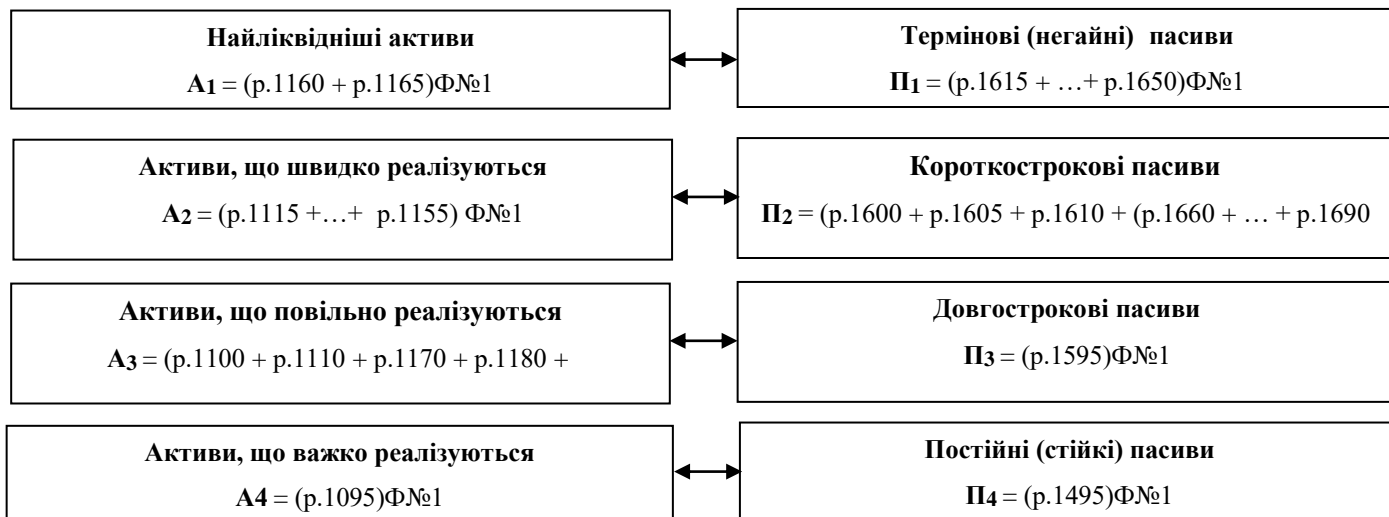 Найліквідніші активи
А1 = (р.1160 + р.1165)Ф№1
Термінові (негайні) пасиви
П1 = (р.1615 + …+ р.1650)Ф№1
Активи, що швидко реалізуються
А2 = (р.1115 +…+ р.1155) Ф№1
Короткострокові пасиви
П2 = (р.1600 + р.1605 + р.1610 + (р.1660 + … + р.1690
Активи, що повільно реалізуються
А3 = (р.1100 + р.1110 + р.1170 + р.1180 +
Довгострокові пасиви
П3 = (р.1595)Ф№1
Активи, що важко реалізуються
А4 = (р.1095)Ф№1
Постійні (стійкі) пасиви
П4 = (р.1495)Ф№1